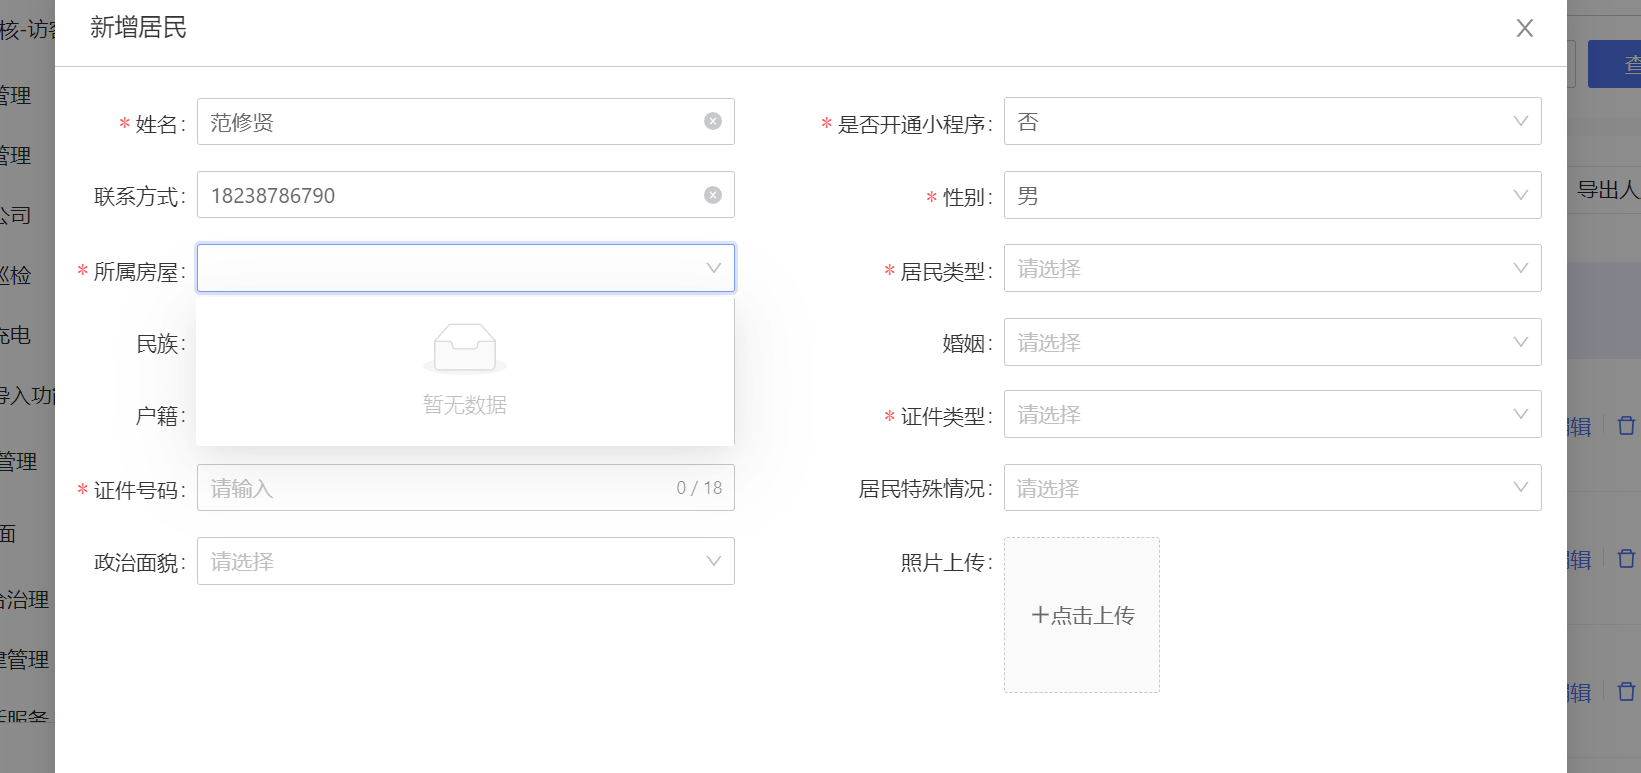 新增居民
* 姓名: 范修贤
* 是否开通小程序: 否
联系方式: 18238786790
* 性别: 男
* 所属房屋:
* 居民类型: 请选择
民族:
暂无数据
婚姻: 请选择
户籍:
* 证件类型: 请选择
* 证件号码: 请输入 0 / 18
居民特殊情况: 请选择
政治面貌: 请选择
照片上传:
+点击上传
核-访
管理
管理
公司
巡检
充电
导入功
管理
面
治理
建管理
服务
查
导出人
编辑
编辑
编辑